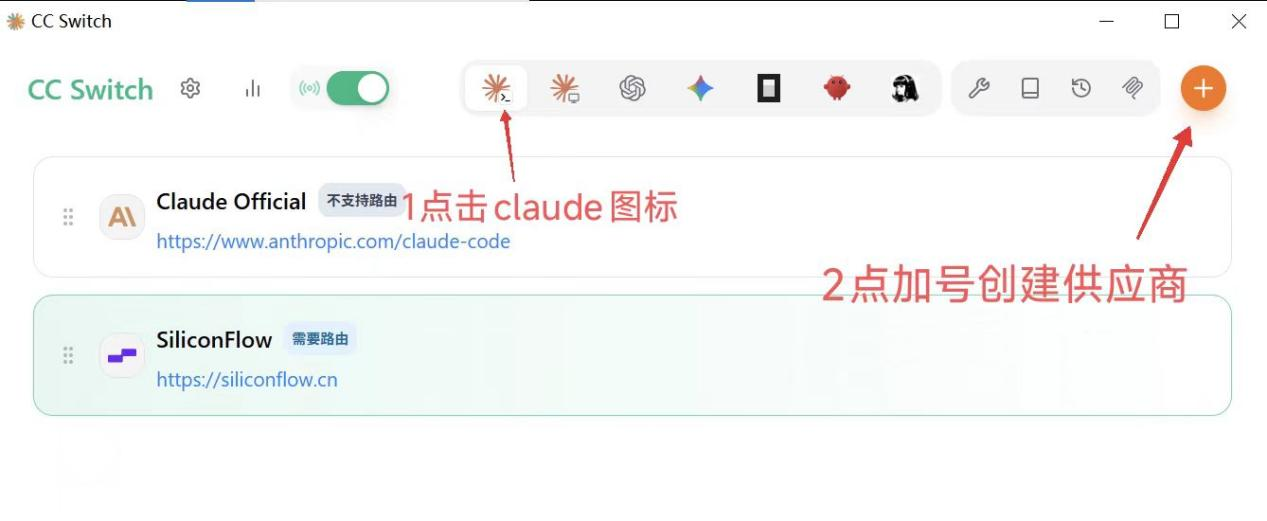 CC Switch
CC Switch
Claude Official 不支持路由
1点击claude图标
https://www.anthropic.com/claude-code
2点加号创建供应商
SiliconFlow 需要路由
https://siliconflow.cn